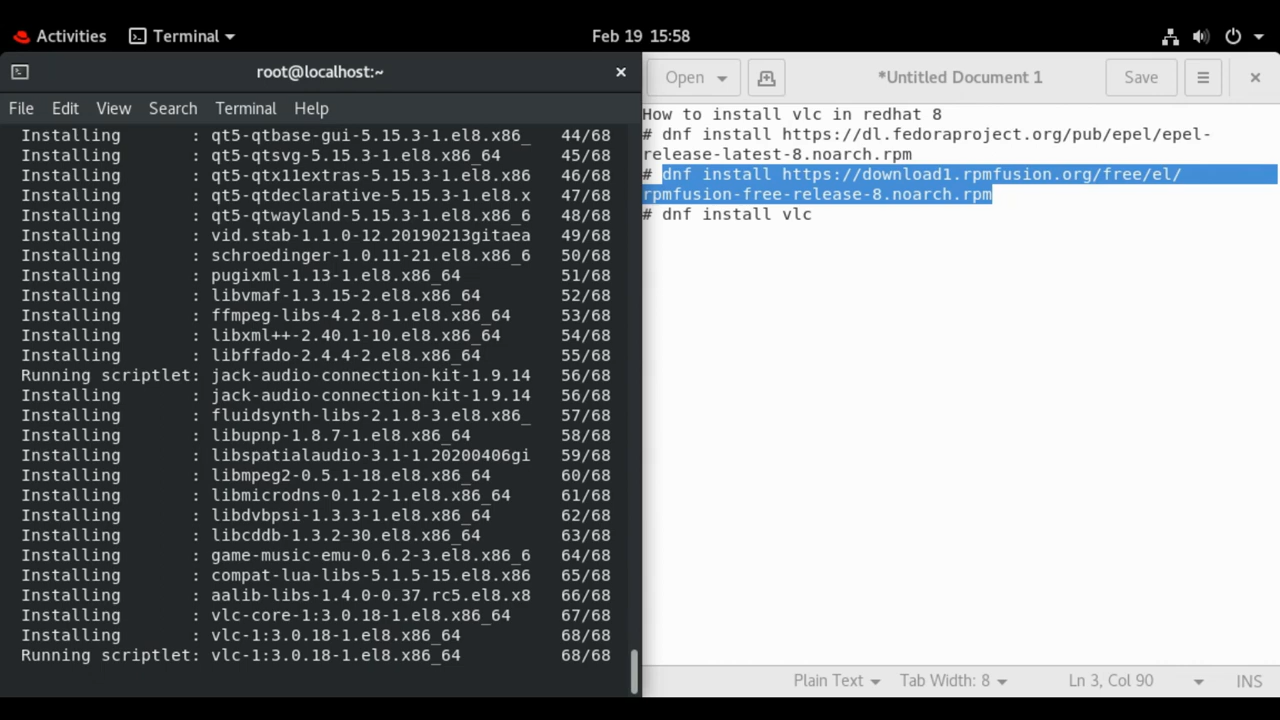 Activities Terminal Feb 19 15:58
root@localhost:~
File Edit View Search Terminal Help
Installing : qt5-qtbase-gui-5.15.3-1.el8.x86_ 44/68
Installing : qt5-qtsvg-5.15.3-1.el8.x86_64 45/68
Installing : qt5-qtx11extras-5.15.3-1.el8.x86 46/68
Installing : qt5-qtdeclarative-5.15.3-1.el8.x 47/68
Installing : qt5-qtwayland-5.15.3-1.el8.x86_6 48/68
Installing : vid.stab-1.1.0-12.20190213gitaea 49/68
Installing : schroedinger-1.0.11-21.el8.x86_6 50/68
Installing : pugixml-1.13-1.el8.x86_64 51/68
Installing : libvmaf-1.3.15-2.el8.x86_64 52/68
Installing : ffmpeg-libs-4.2.8-1.el8.x86_64 53/68
Installing : libxml++-2.40.1-10.el8.x86_64 54/68
Installing : libffado-2.4.4-2.el8.x86_64 55/68
Running scriptlet: jack-audio-connection-kit-1.9.14 56/68
Installing : jack-audio-connection-kit-1.9.14 56/68
Installing : fluidsynth-libs-2.1.8-3.el8.x86_ 57/68
Installing : libupnp-1.8.7-1.el8.x86_64 58/68
Installing : libspatialaudio-3.1-1.20200406gi 59/68
Installing : libmpeg2-0.5.1-18.el8.x86_64 60/68
Installing : libmicrodns-0.1.2-1.el8.x86_64 61/68
Installing : libdvbpsi-1.3.3-1.el8.x86_64 62/68
Installing : libcddb-1.3.2-30.el8.x86_64 63/68
Installing : game-music-emu-0.6.2-3.el8.x86_6 64/68
Installing : compat-lua-libs-5.1.5-15.el8.x86 65/68
Installing : aalib-libs-1.4.0-0.37.rc5.el8.x8 66/68
Installing : vlc-core-1:3.0.18-1.el8.x86_64 67/68
Installing : vlc-1:3.0.18-1.el8.x86_64 68/68
Running scriptlet: vlc-1:3.0.18-1.el8.x86_64 68/68
Open *Untitled Document 1 Save
How to install vlc in redhat 8
# dnf install https://dl.fedoraproject.org/pub/epel/epel-
release-latest-8.noarch.rpm
# dnf install https://download1.rpmfusion.org/free/el/
rpmfusion-free-release-8.noarch.rpm
# dnf install vlc
Plain Text Tab Width: 8 Ln 3, Col 90 INS